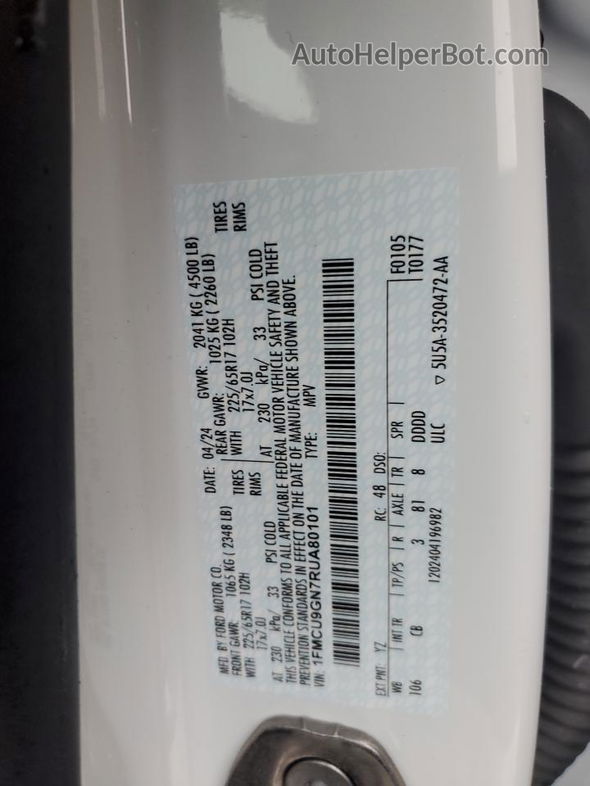 AutoHelperBot.com
MFD BY FORD MOTOR CO. DATE: 04/24 GVWR: 2041 KG ( 4500 LB)
FRONT GAWR: 1065 KG ( 2348 LB) REAR GAWR: 1025 KG ( 2260 LB)
WITH 225/65R17 102H TIRES WITH 225/65R17 102H TIRES
17x7.0J RIMS 17x7.0J RIMS
AT 230 kPa/ 33 PSI COLD AT 230 kPa/ 33 PSI COLD
THIS VEHICLE CONFORMS TO ALL APPLICABLE FEDERAL MOTOR VEHICLE SAFETY AND THEFT
PREVENTION STANDARDS IN EFFECT ON THE DATE OF MANUFACTURE SHOWN ABOVE.
VIN: 1FMCU9GN7RUA80101 TYPE: MPV
EXT PNT: YZ RC: 48 DSO: F0105
WB INT TR TP/PS R AXLE TR SPR T0177
106 CB 3 81 8 DDDD
1202404196982 ULC ▽ 5U5A-3520472-AA